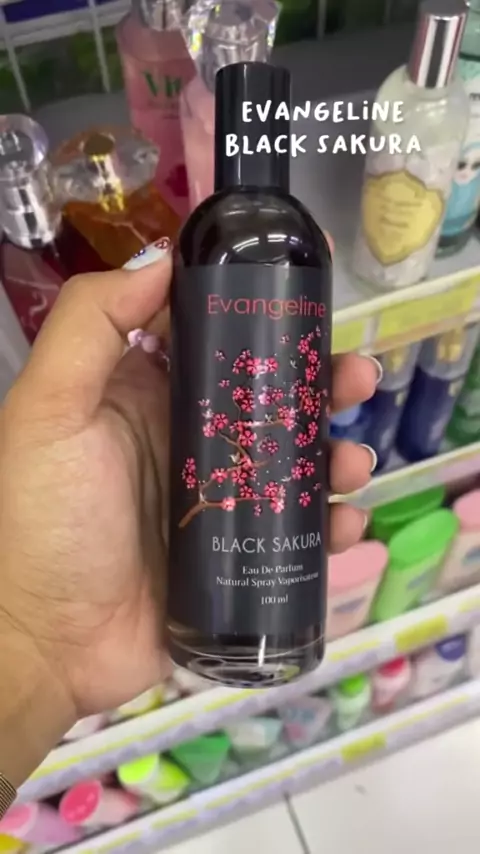 EVANGELINE
BLACK SAKURA
Evangeline
BLACK SAKURA
Eau De Parfum
Natural Spray Vaporisateur
100 ml